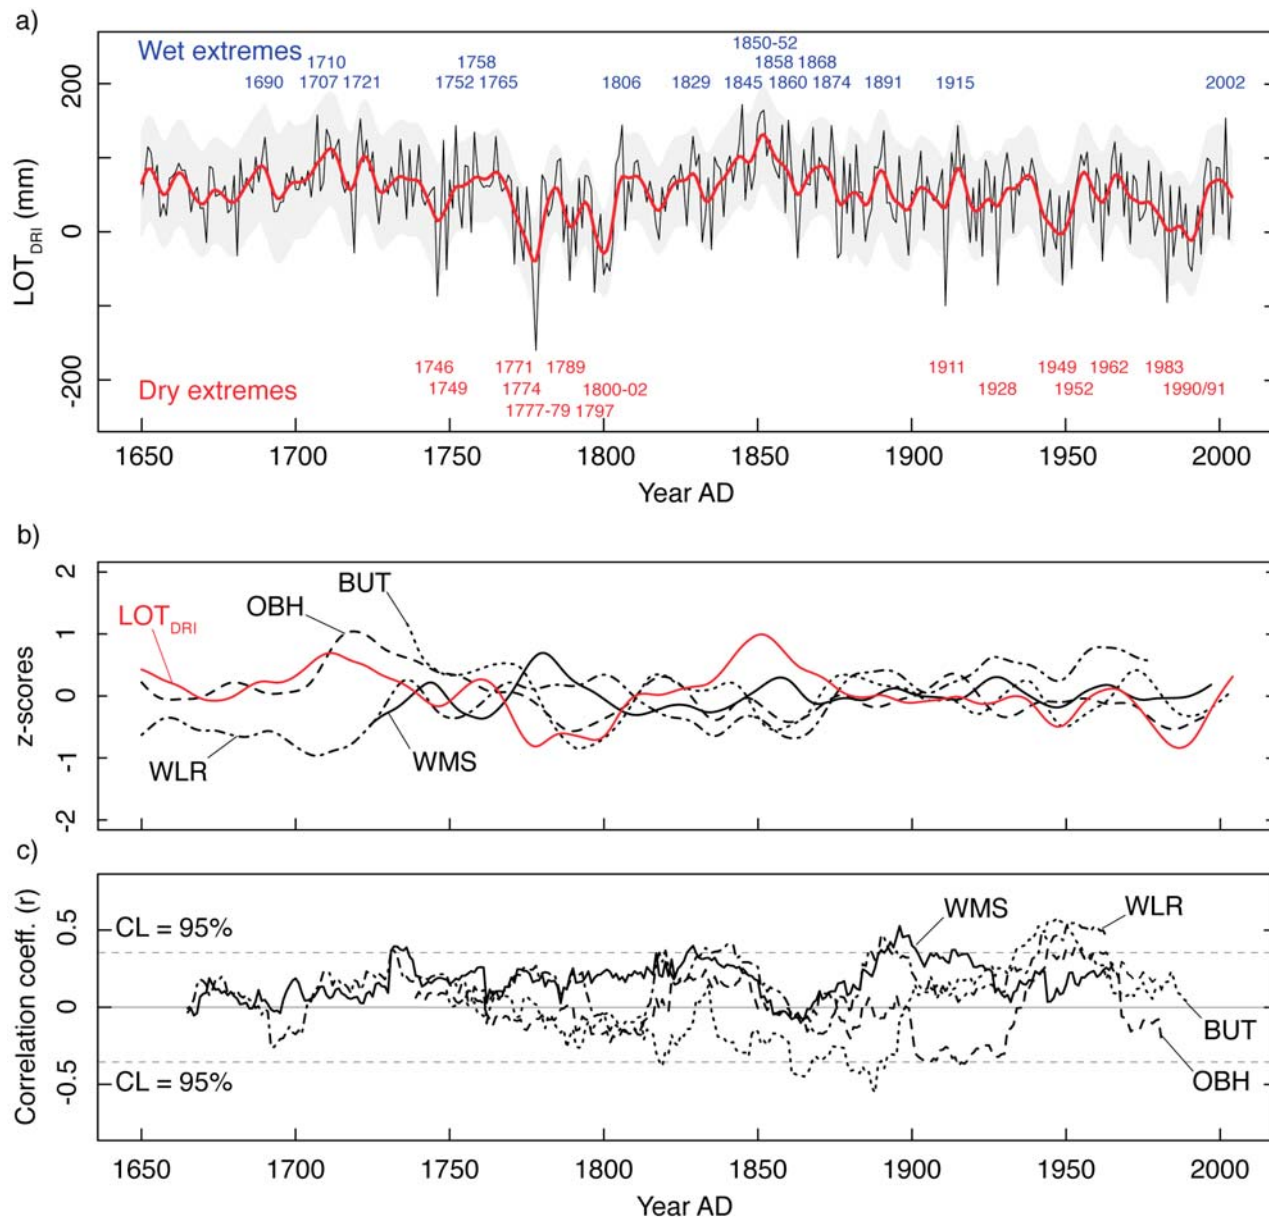 a)
Wet extremes
1850-52
1710 1758 1858 1868
1690 1707 1721 1752 1765 1806 1829 1845 1860 1874 1891 1915 2002
200
0
-200
LOT DRI (mm)
1746 1771 1789 1911 1949 1962 1983
Dry extremes 1749 1774 1800-02 1928 1952 1990/91
1777-79 1797
1650 1700 1750 1800 1850 1900 1950 2000
Year AD
b)
2
1
0
-1
-2
z-scores
BUT
OBH
LOT DRI
WLR
WMS
c)
0.5
0
-0.5
Correlation coeff. (r)
CL = 95%
WMS
WLR
BUT
OBH
CL = 95%
1650 1700 1750 1800 1850 1900 1950 2000
Year AD